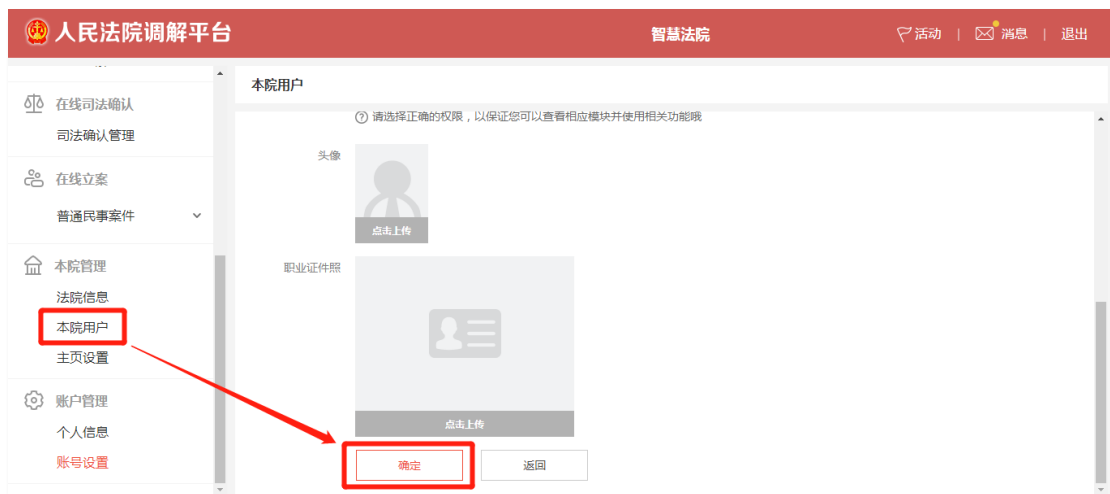 人民法院调解平台
智慧法院
活动 | 消息 | 退出
在线司法确认
司法确认管理
在线立案
普通民事案件
本院管理
法院信息
本院用户
主页设置
账户管理
个人信息
账号设置
本院用户
请选择正确的权限，以保证您可以查看相应模块并使用相关功能哦
头像
点击上传
职业证件照
点击上传
确定
返回